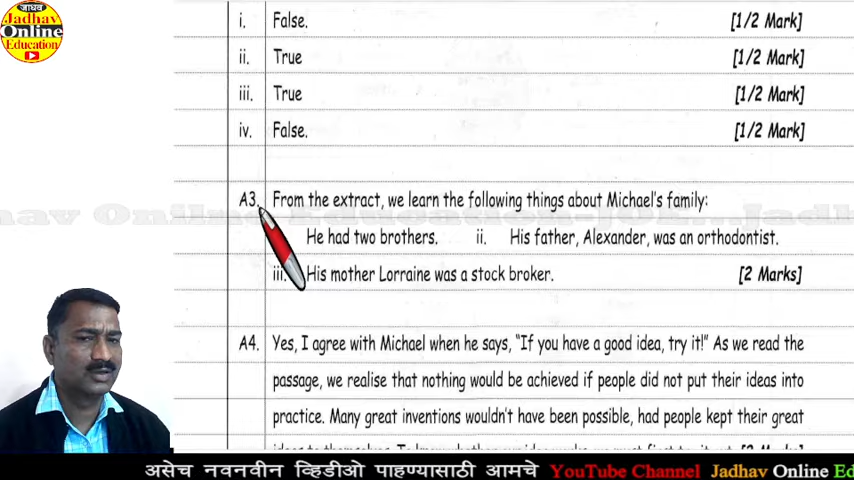 जाधव
Jadhav
Online
Education
i. False. [1/2 Mark]
ii. True [1/2 Mark]
iii. True [1/2 Mark]
iv. False. [1/2 Mark]
A3. From the extract, we learn the following things about Michael's family:
He had two brothers. ii. His father, Alexander, was an orthodontist.
iii. His mother Lorraine was a stock broker. [2 Marks]
A4. Yes, I agree with Michael when he says, "If you have a good idea, try it!" As we read the
passage, we realise that nothing would be achieved if people did not put their ideas into
practice. Many great inventions wouldn't have been possible, had people kept their great
असेच नवनवीन व्हिडीओ पाहण्यासाठी आमचे YouTube Channel Jadhav Online Ed